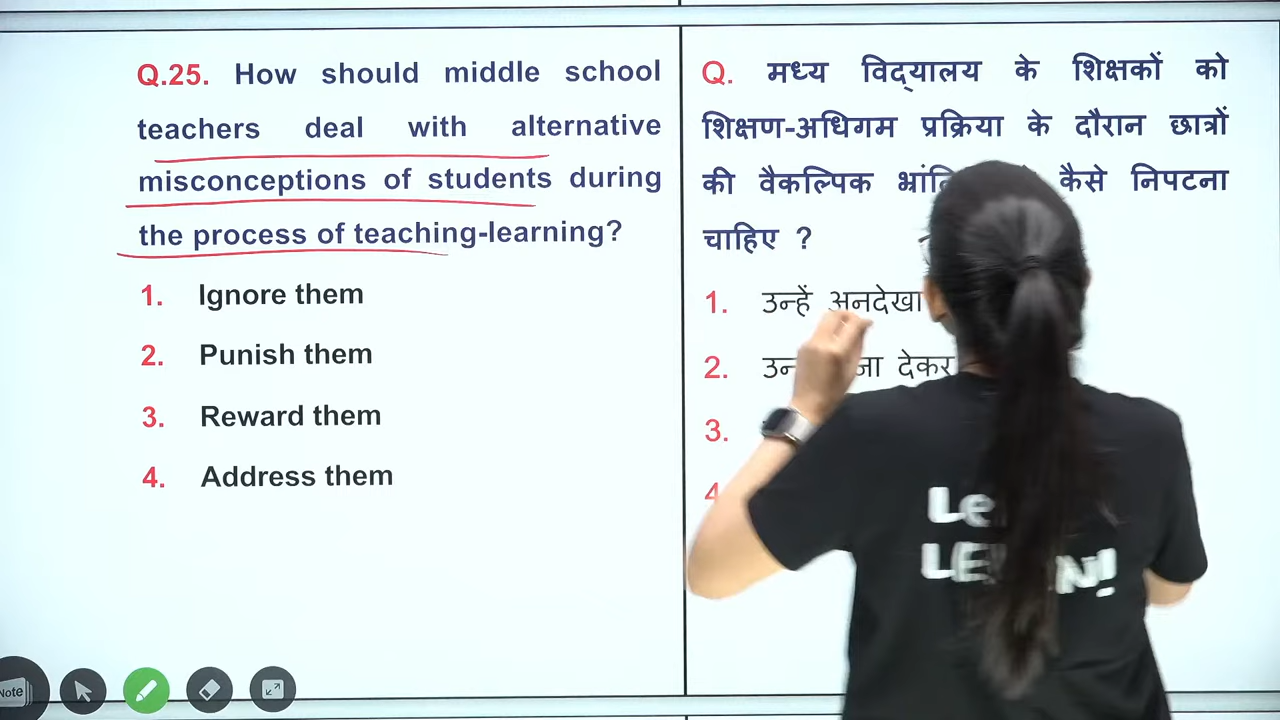 Q.25. How should middle school
teachers deal with alternative
misconceptions of students during
the process of teaching-learning?
1. Ignore them
2. Punish them
3. Reward them
4. Address them
Q. मध्य विद्यालय के शिक्षकों को
शिक्षण-अधिगम प्रक्रिया के दौरान छात्रों
की वैकल्पिक कैसे निपटना
चाहिए ?
1. उन्हें अनदेखा
2. देकर
3.
4
Note